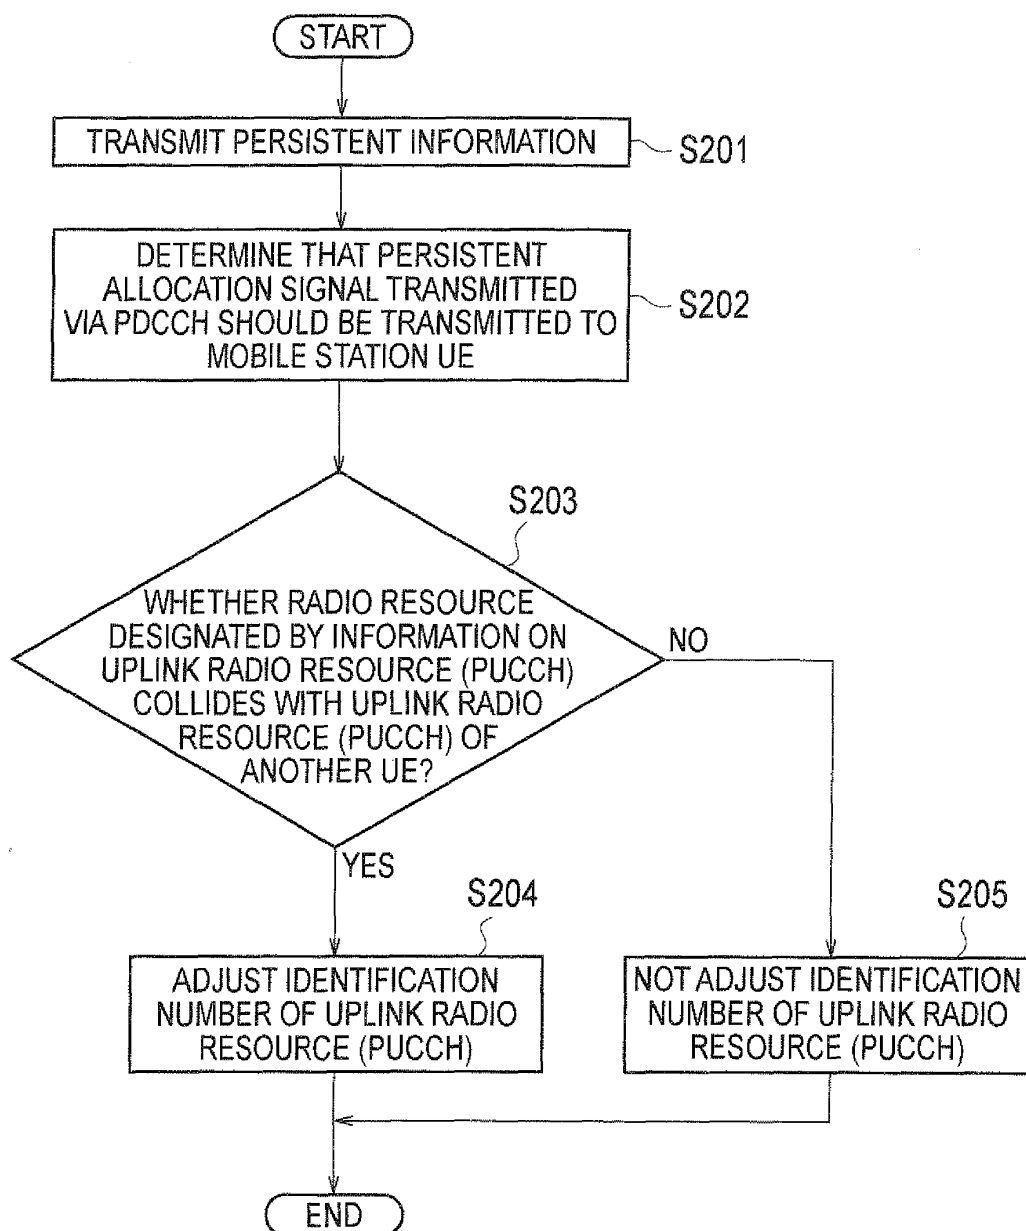 START
TRANSMIT PERSISTENT INFORMATION
S201
DETERMINE THAT PERSISTENT
ALLOCATION SIGNAL TRANSMITTED
VIA PDCCH SHOULD BE TRANSMITTED TO
MOBILE STATION UE
S202
S203
WHETHER RADIO RESOURCE
DESIGNATED BY INFORMATION ON
UPLINK RADIO RESOURCE (PUCCH)
COLLIDES WITH UPLINK RADIO
RESOURCE (PUCCH) OF
ANOTHER UE?
NO
YES
S204
ADJUST IDENTIFICATION
NUMBER OF UPLINK RADIO
RESOURCE (PUCCH)
S205
NOT ADJUST IDENTIFICATION
NUMBER OF UPLINK RADIO
RESOURCE (PUCCH)
END